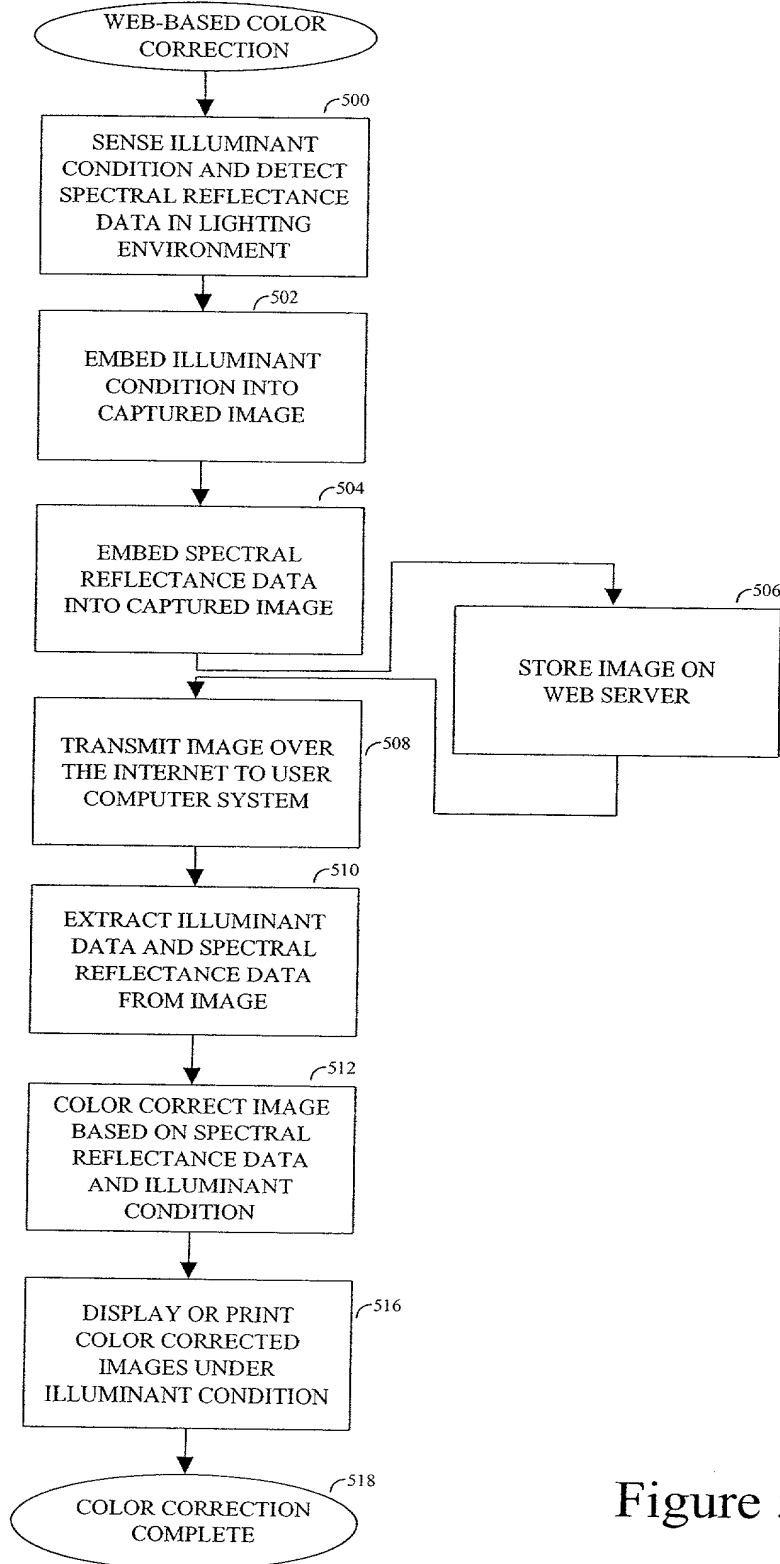 WEB-BASED COLOR
CORRECTION
500
SENSE ILLUMINANT
CONDITION AND DETECT
SPECTRAL REFLECTANCE
DATA IN LIGHTING
ENVIRONMENT
502
EMBED ILLUMINANT
CONDITION INTO
CAPTURED IMAGE
504
EMBED SPECTRAL
REFLECTANCE DATA
INTO CAPTURED IMAGE
506
STORE IMAGE ON
WEB SERVER
TRANSMIT IMAGE OVER
THE INTERNET TO USER
COMPUTER SYSTEM
508
510
EXTRACT ILLUMINANT
DATA AND SPECTRAL
REFLECTANCE DATA
FROM IMAGE
512
COLOR CORRECT IMAGE
BASED ON SPECTRAL
REFLECTANCE DATA
AND ILLUMINANT
CONDITION
516
DISPLAY OR PRINT
COLOR CORRECTED
IMAGES UNDER
ILLUMINANT CONDITION
518
COLOR CORRECTION
COMPLETE
Figure